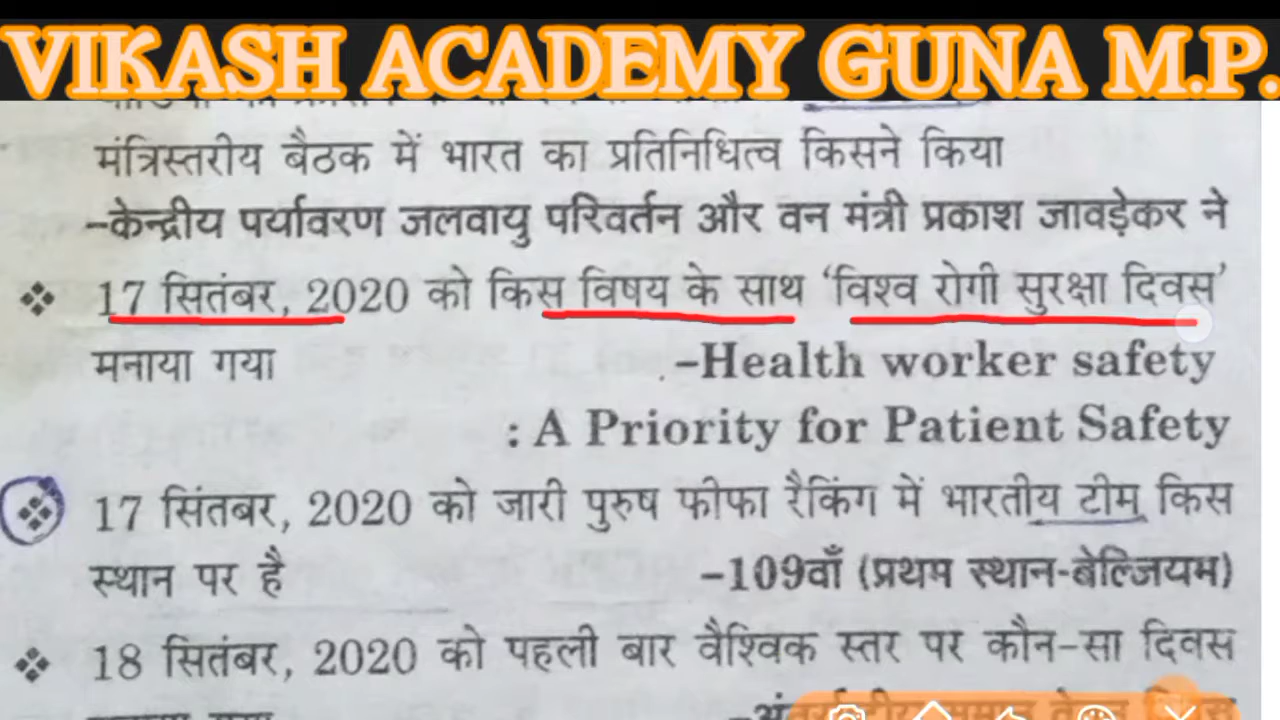 VIKASH ACADEMY GUNA M.P.
मंत्रिस्तरीय बैठक में भारत का प्रतिनिधित्व किसने किया
-केन्द्रीय पर्यावरण जलवायु परिवर्तन और वन मंत्री प्रकाश जावड़ेकर ने
❖ 17 सितंबर, 2020 को किस विषय के साथ ‘विश्व रोगी सुरक्षा दिवस’
मनाया गया -Health worker safety
: A Priority for Patient Safety
❖ 17 सिंतबर, 2020 को जारी पुरुष फीफा रैकिंग में भारतीय टीम किस
स्थान पर है -109वाँ (प्रथम स्थान-बेल्जियम)
❖ 18 सितंबर, 2020 को पहली बार वैश्विक स्तर पर कौन-सा दिवस